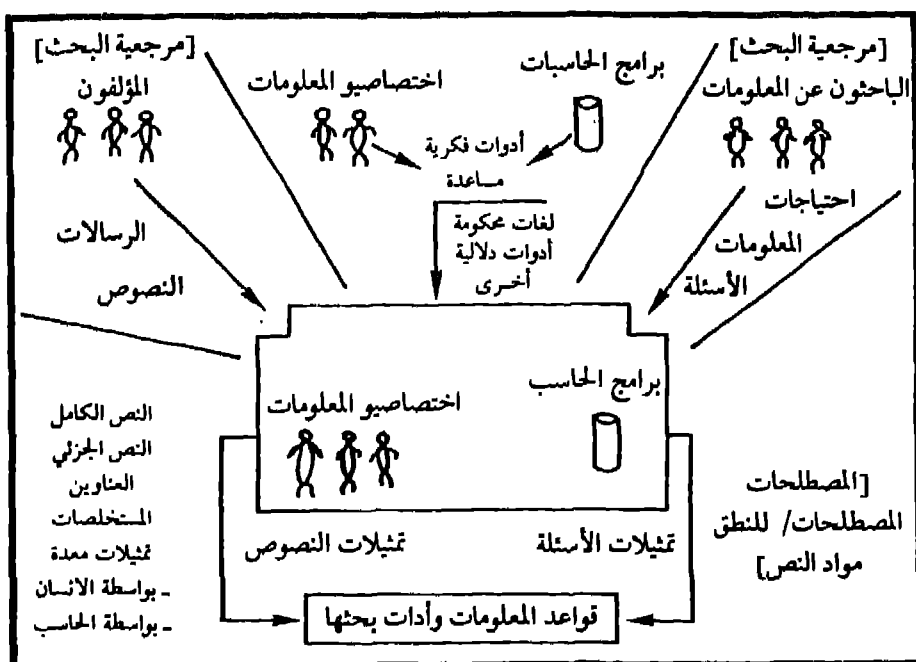 [مرجعية البحث]
الباحثون عن المعلومات
احتياجات
المعلومات
الأسئلة
برامج الحاسبات
اختصاصيو المعلومات
أدوات فكرية
مساعدة
لغات محكومة
أدوات دلالية
أخرى
[مرجعية البحث]
المؤلفون
الرسالات
النصوص
برامج الحاسب
اختصاصيو المعلومات
[المصطلحات
المصطلحات/ للنطق
مواد النص]
تمثيلات الأسئلة
تمثيلات النصوص
النص الكامل
النص الجزئي
العناوين
المستخلصات
تمثيلات معدة
ـ بواسطة الانسان
ـ بواسطة الحاسب
قواعد المعلومات وأدات بحثها